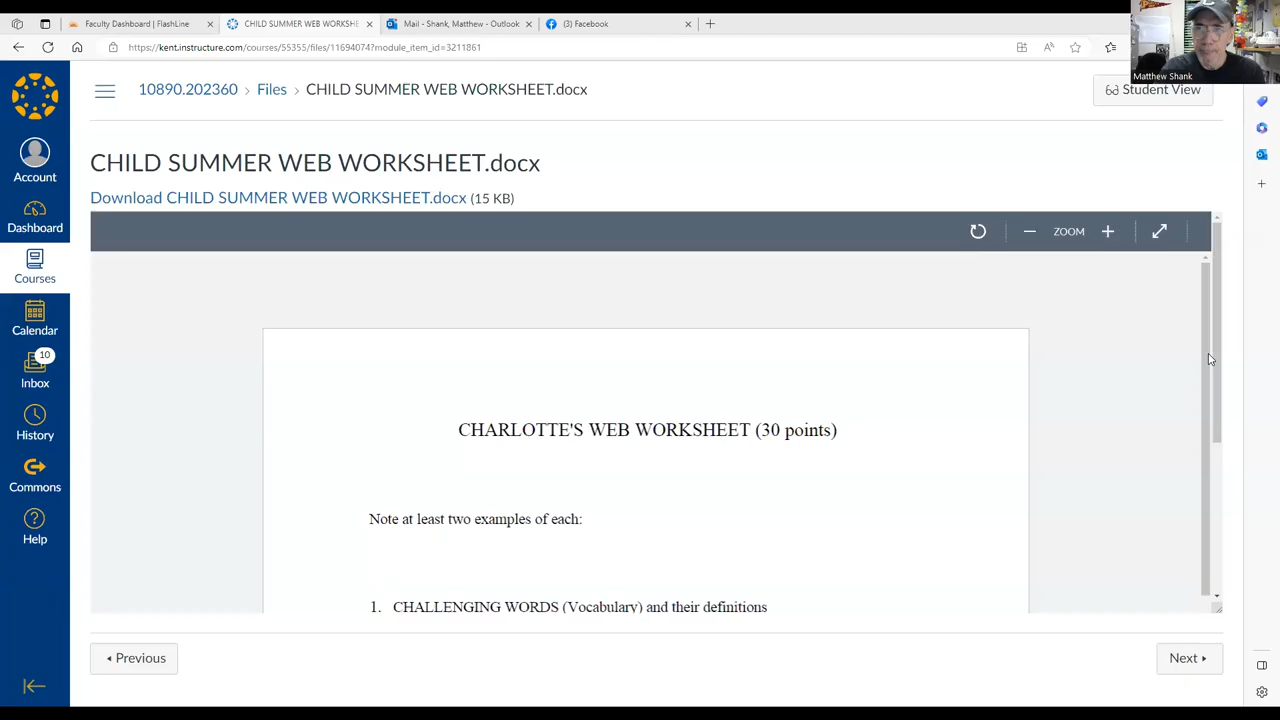 Faculty Dashboard | FlashLine
CHILD SUMMER WEB WORKSHE
Mail - Shank, Matthew - Outlook
(3) Facebook
https://kent.instructure.com/courses/55355/files/11694074?module_item_id=3211861
Matthew Shank
10890.202360 › Files › CHILD SUMMER WEB WORKSHEET.docx
Student View
Account
Dashboard
Courses
Calendar
10
Inbox
History
Commons
Help
CHILD SUMMER WEB WORKSHEET.docx
Download CHILD SUMMER WEB WORKSHEET.docx (15 KB)
ZOOM
CHARLOTTE'S WEB WORKSHEET (30 points)
Note at least two examples of each:
1. CHALLENGING WORDS (Vocabulary) and their definitions
Previous
Next